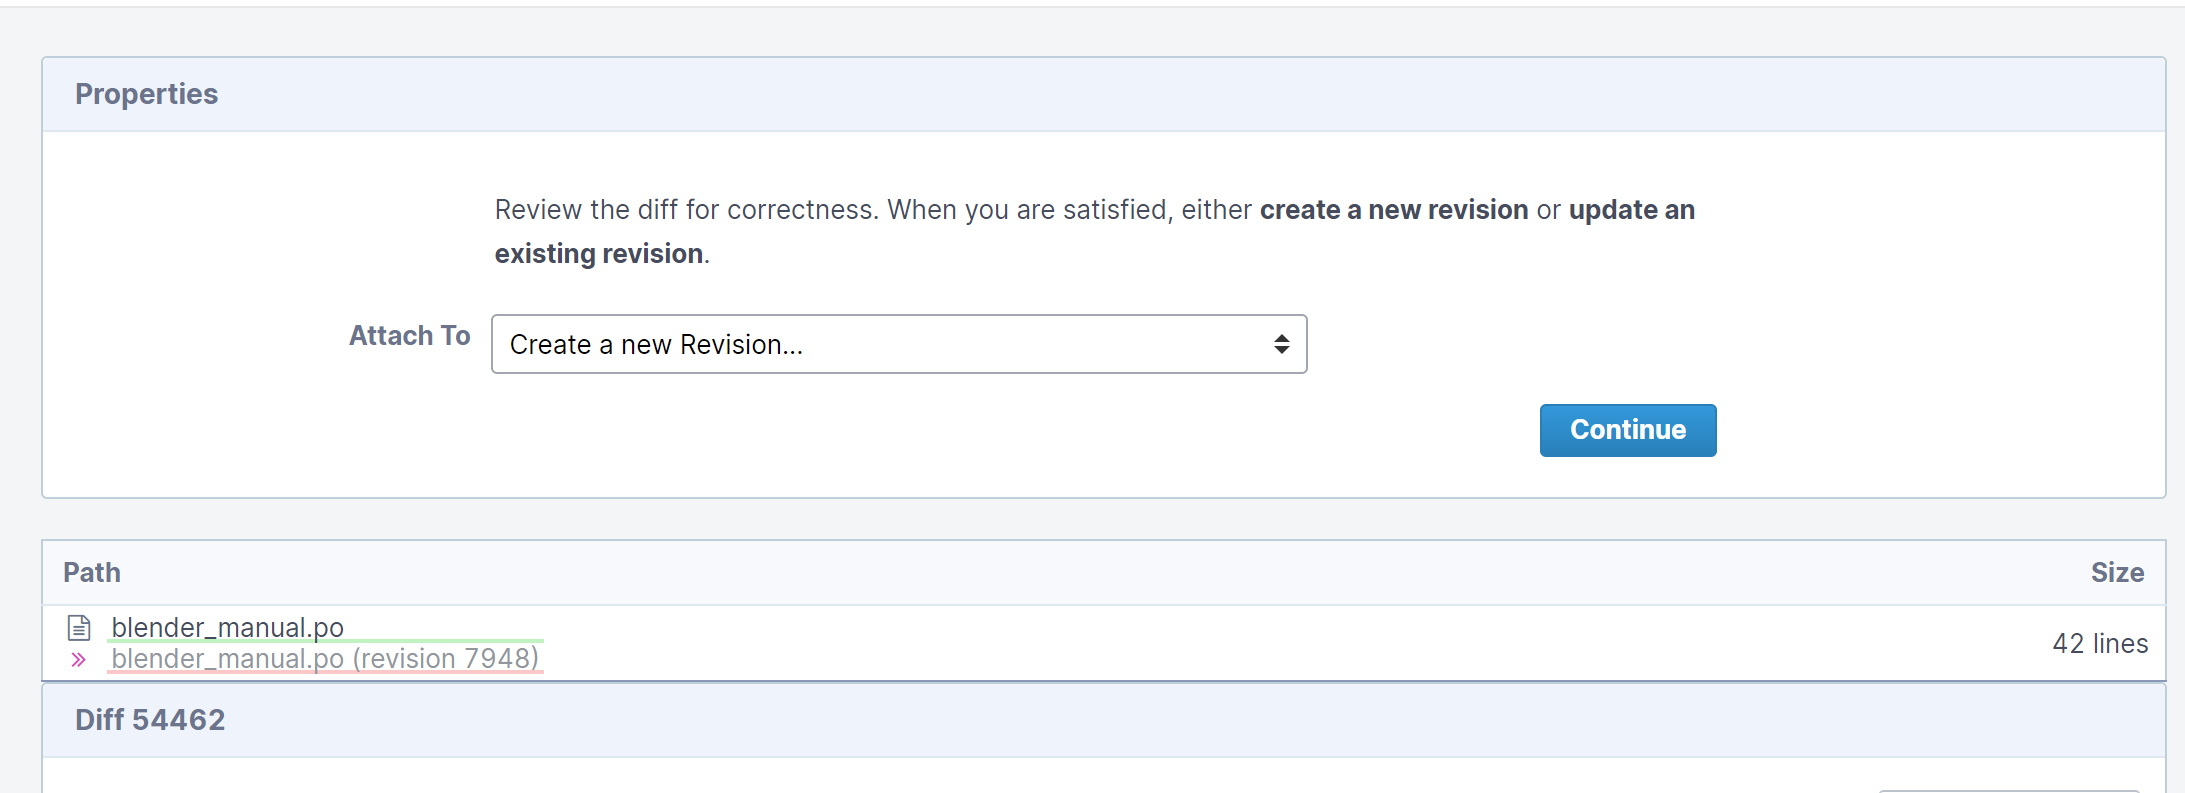 Properties
Review the diff for correctness. When you are satisfied, either create a new revision or update an
existing revision.
Attach To
Create a new Revision...
Continue
Path Size
blender_manual.po
blender_manual.po (revision 7948)
42 lines
Diff 54462